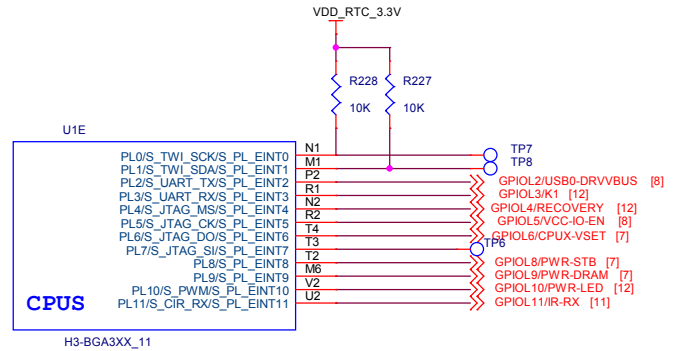 VDD_RTC_3.3V
R228
R227
10K
10K
U1E
PL0/S_TWI_SCK/S_PL_EINT0 N1 TP7
PL1/S_TWI_SDA/S_PL_EINT1 M1 TP8
PL2/S_UART_TX/S_PL_EINT2 P2 GPIOL2/USB0-DRVVBUS [8]
PL3/S_UART_RX/S_PL_EINT3 R1 GPIOL3/K1 [12]
PL4/S_JTAG_MS/S_PL_EINT4 N2 GPIOL4/RECOVERY [12]
PL5/S_JTAG_CK/S_PL_EINT5 R2 GPIOL5/VCC-IO-EN [8]
PL6/S_JTAG_DO/S_PL_EINT6 T4 GPIOL6/CPUX-VSET [7]
PL7/S_JTAG_SI/S_PL_EINT7 T3 TP6
PL8/S_PL_EINT8 T2 GPIOL8/PWR-STB [7]
PL9/S_PL_EINT9 M6 GPIOL9/PWR-DRAM [7]
PL10/S_PWM/S_PL_EINT10 V2 GPIOL10/PWR-LED [12]
PL11/S_CIR_RX/S_PL_EINT11 U2 GPIOL11/IR-RX [11]
CPUS
H3-BGA3XX_11